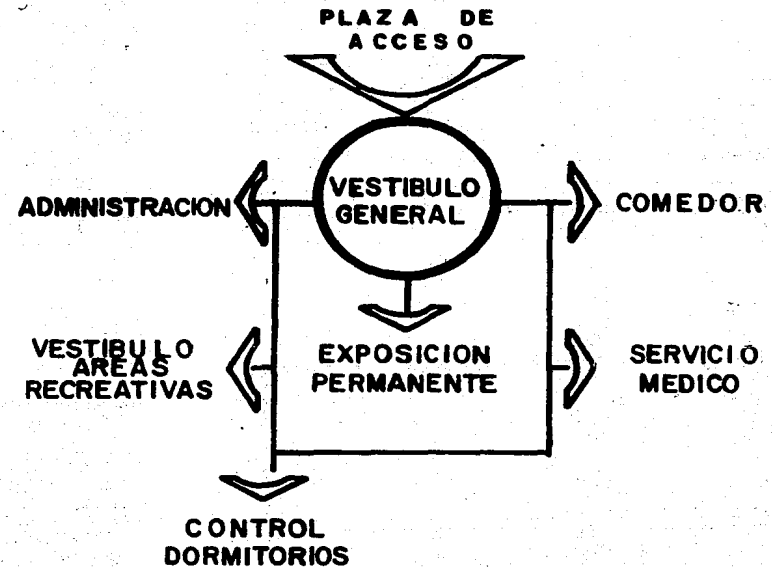 PLAZA DE
ACCESO
VESTIBULO
GENERAL
ADMINISTRACION
COMEDOR
VESTIBULO
AREAS
RECREATIVAS
EXPOSICION
PERMANENTE
SERVICIO
MEDICO
CONTROL
DORMITORIOS